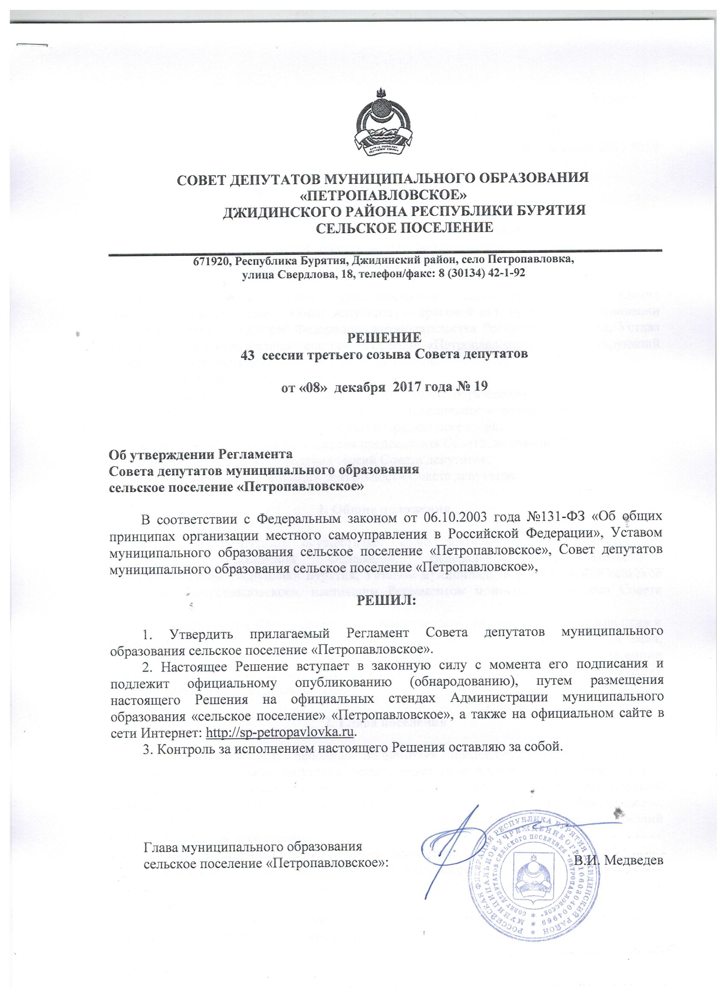 СОВЕТ ДЕПУТАТОВ МУНИЦИПАЛЬНОГО ОБРАЗОВАНИЯ
«ПЕТРОПАВЛОВСКОЕ»
ДЖИДИНСКОГО РАЙОНА РЕСПУБЛИКИ БУРЯТИЯ
СЕЛЬСКОЕ ПОСЕЛЕНИЕ
671920, Республика Бурятия, Джидинский район, село Петропавловка,
улица Свердлова, 18, телефон/факс: 8 (30134) 42-1-92
РЕШЕНИЕ
43 сессии третьего созыва Совета депутатов
от «08» декабря 2017 года № 19
Об утверждении Регламента
Совета депутатов муниципального образования
сельское поселение «Петропавловское»
В соответствии с Федеральным законом от 06.10.2003 года №131-ФЗ «Об общих
принципах организации местного самоуправления в Российской Федерации», Уставом
муниципального образования сельское поселение «Петропавловское», Совет депутатов
муниципального образования сельское поселение «Петропавловское»,
РЕШИЛ:
1. Утвердить прилагаемый Регламент Совета депутатов муниципального
образования сельское поселение «Петропавловское».
2. Настоящее Решение вступает в законную силу с момента его подписания и
подлежит официальному опубликованию (обнародованию), путем размещения
настоящего Решения на официальных стендах Администрации муниципального
образования «сельское поселение» «Петропавловское», а также на официальном сайте в
сети Интернет: http://sp-petropavlovka.ru.
3. Контроль за исполнением настоящего Решения оставляю за собой.
Глава муниципального образования
сельское поселение «Петропавловское»:
В.И. Медведев
РОССИЙСКАЯ ФЕДЕРАЦИЯ РЕСПУБЛИКА БУРЯТИЯ ДЖИДИНСКИЙ РАЙОН
МУНИЦИПАЛЬНОЕ УЧРЕЖДЕНИЕ ОГРН 1060304004969
СОВЕТ ДЕПУТАТОВ СЕЛЬСКОГО ПОСЕЛЕНИЯ "ПЕТРОПАВЛОВСКОЕ"